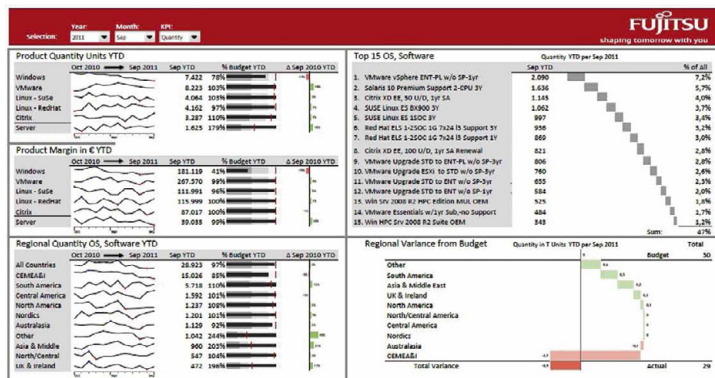 FUJITSU
shaping tomorrow with you
Selection:
Year: Month: KPI:
2011 Sep Quantity
Product Quantity Units YTD
Oct 2010 Sep 2011 Sep YTD % Budget YTD Δ Sep 2010 YTD
Windows 7.422 78%
VMware 8.223 103%
Linux - SuSe 4.064 103%
Linux - RedHat 4.162 97%
Citrix 3.287 110%
Server 1.625 179%
Product Margin in € YTD
Sep YTD % Budget YTD Δ Sep 2010 YTD
Windows 181.119 41%
VMware 267.570 99%
Linux - SuSe 111.991 96%
Linux - RedHat 115.999 100%
Citrix 87.017 100%
Server 39.035 99%
Regional Quantity OS, Software YTD
Oct 2010 Sep 2011 Sep YTD % Budget YTD Δ Sep 2010 YTD
All Countries 28.923 97%
CEMEA&I 15.026 85%
South America 5.718 110%
Central America 1.592 101%
North America 1.237 108%
Nordics 1.201 101%
Australasia 1.129 92%
Other 1.042 244%
Asia & Middle 960 203%
North/Central 547 104%
UK & Ireland 472 196%
Top 15 OS, Software Quantity YTD per Sep 2011
Sep YTD % of All
1. VMware vSphere ENT-PL w/o SP-1yr 2.090 7,2%
2. Solaris 10 Premium Support 2-CPU 3Y 1.636 5,7%
3. Citrix XD EE, 50 U/D, 1yr SA 1.145 4,0%
4. SUSE Linux ES BX900 3Y 1.062 3,7%
5. SUSE Linux ES 1SOC 3Y 997 3,4%
6. Red Hat ELS 1-2SOC 1G 7x24 l3 Support 3Y 936 3,2%
7. Red Hat ELS 1-2SOC 1G 7x24 l3 Support 1Y 869 3,0%
8. Citrix XD EE, 100 U/D, 1yr SA Renewal 821 2,8%
9. VMware Upgrade STD to ENT-PL w/o SP-3yr 806 2,8%
10. VMware Upgrade ESXi to STD w/o SP-3yr 760 2,6%
11. VMware Upgrade STD to ENT w/o SP-3yr 655 2,3%
12. VMware Upgrade STD to ENT w/o SP-1yr 584 2,0%
13. Win Srv 2008 R2 HPC Edition MUL OEM 525 1,8%
14. VMware Essentials w/1yr Sub,-no Support 484 1,7%
15. Win HPC Srv 2008 R2 Suite OEM 343 1,2%
Sum: 47%
Regional Variance from Budget Quantity in T Units YTD per Sep 2011 Total
Budget 30
Other
South America
Asia & Middle East
UK & Ireland
North America
North/Central America
Central America
Nordics
Australasia
CEMEA&I
Total Variance Actual 29